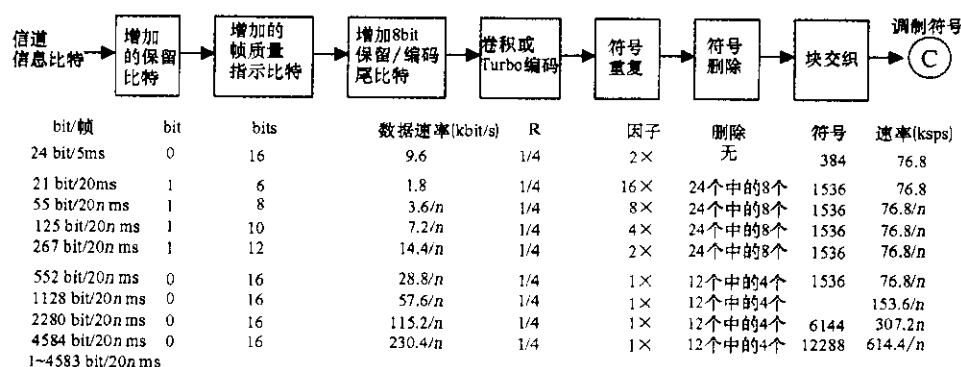 信道
信息比特
增加
的保留
比特
增加的
帧质量
指示比特
增加8bit
保留/编码
尾比特
卷积或
Turbo编码
符号
重复
符号
删除
块交织
调制符号
C
bit/帧 bit bits 数据速率(kbit/s) R 因子 删除 符号 速率(ksps)
24 bit/5ms 0 16 9.6 1/4 2× 无 384 76.8
21 bit/20ms 1 6 1.8 1/4 16× 24个中的8个 1536 76.8
55 bit/20n ms 1 8 3.6/n 1/4 8× 24个中的8个 1536 76.8/n
125 bit/20n ms 1 10 7.2/n 1/4 4× 24个中的8个 1536 76.8/n
267 bit/20n ms 1 12 14.4/n 1/4 2× 24个中的8个 1536 76.8/n
552 bit/20n ms 0 16 28.8/n 1/4 1× 12个中的4个 1536 76.8/n
1128 bit/20n ms 0 16 57.6/n 1/4 1× 12个中的4个 153.6/n
2280 bit/20n ms 0 16 115.2/n 1/4 1× 12个中的4个 6144 307.2n
4584 bit/20n ms 0 16 230.4/n 1/4 1× 12个中的4个 12288 614.4/n
1~4583 bit/20n ms